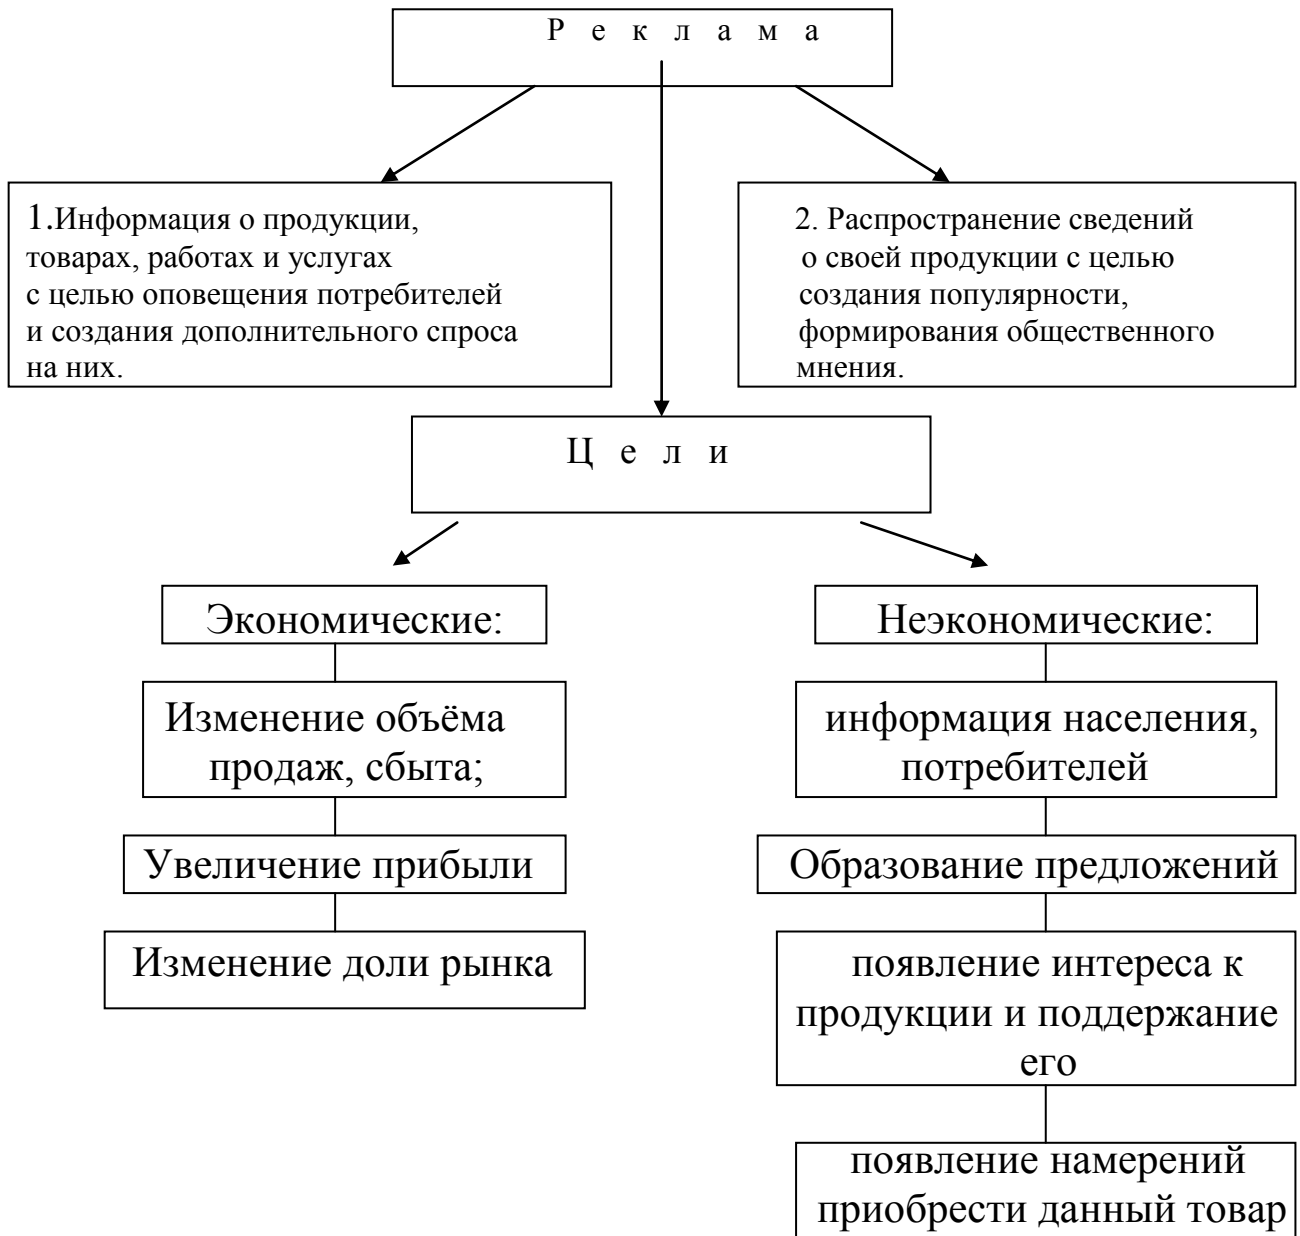 Р е к л а м а
1.Информация о продукции,
товарах, работах и услугах
с целью оповещения потребителей
и создания дополнительного спроса
на них.
2. Распространение сведений
о своей продукции с целью
создания популярности,
формирования общественного
мнения.
Ц е л и
Экономические:
Изменение объёма
продаж, сбыта;
Увеличение прибыли
Изменение доли рынка
Неэкономические:
информация населения,
потребителей
Образование предложений
появление интереса к
продукции и поддержание
его
появление намерений
приобрести данный товар